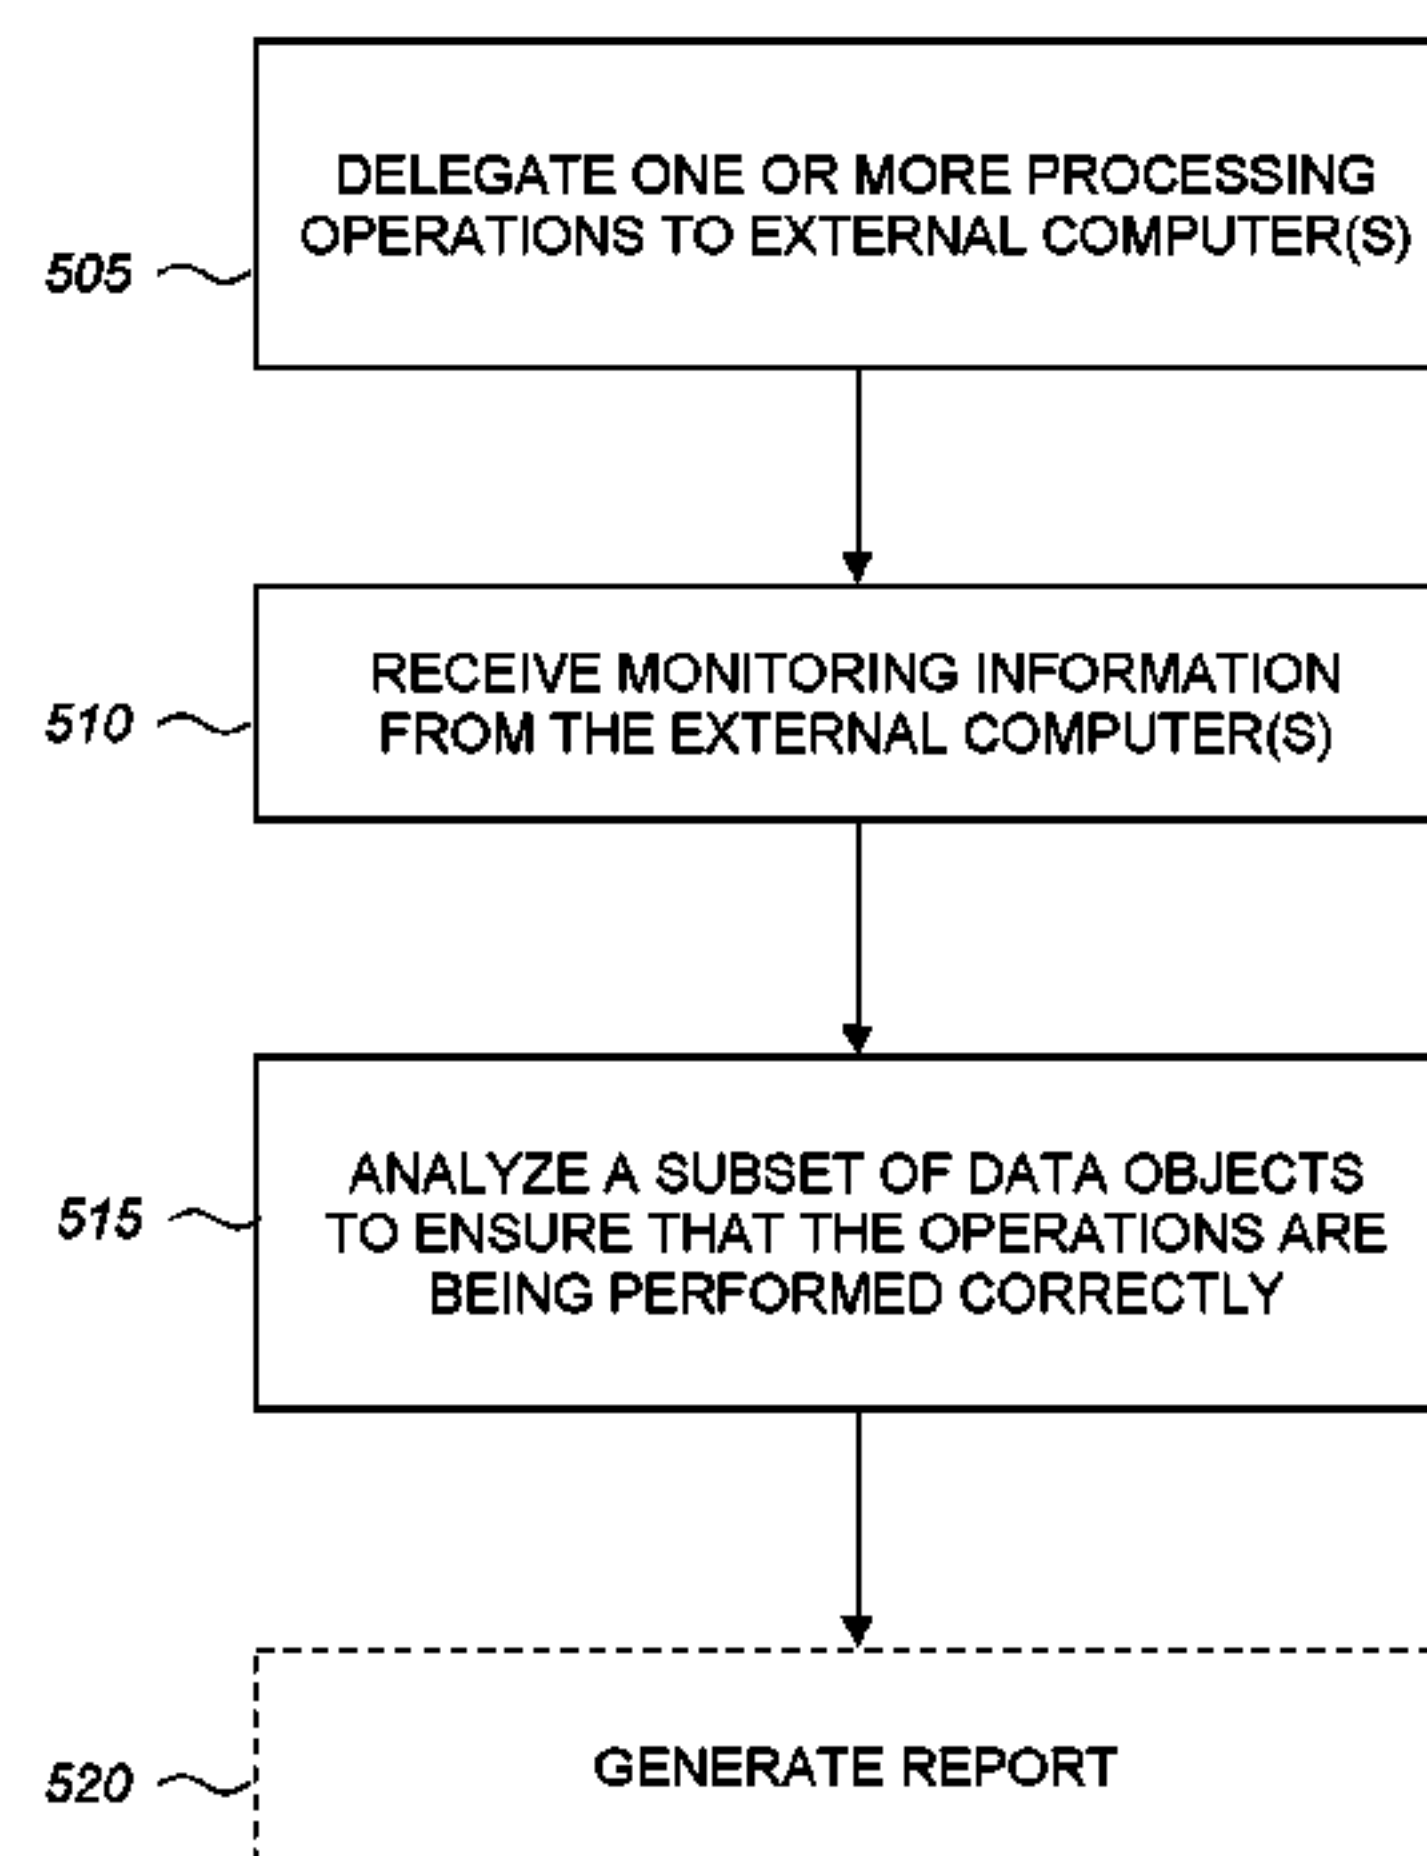 DELEGATE ONE OR MORE PROCESSING
OPERATIONS TO EXTERNAL COMPUTER(S)
505
RECEIVE MONITORING INFORMATION
FROM THE EXTERNAL COMPUTER(S)
510
ANALYZE A SUBSET OF DATA OBJECTS
TO ENSURE THAT THE OPERATIONS ARE
BEING PERFORMED CORRECTLY
515
GENERATE REPORT
520